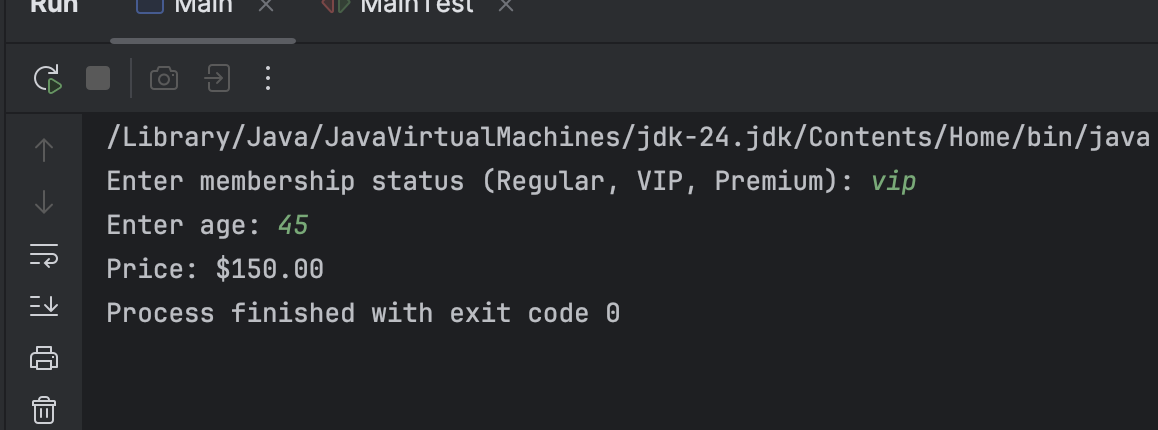 Run Main MainTest
/Library/Java/JavaVirtualMachines/jdk-24.jdk/Contents/Home/bin/java
Enter membership status (Regular, VIP, Premium): vip
Enter age: 45
Price: $150.00
Process finished with exit code 0